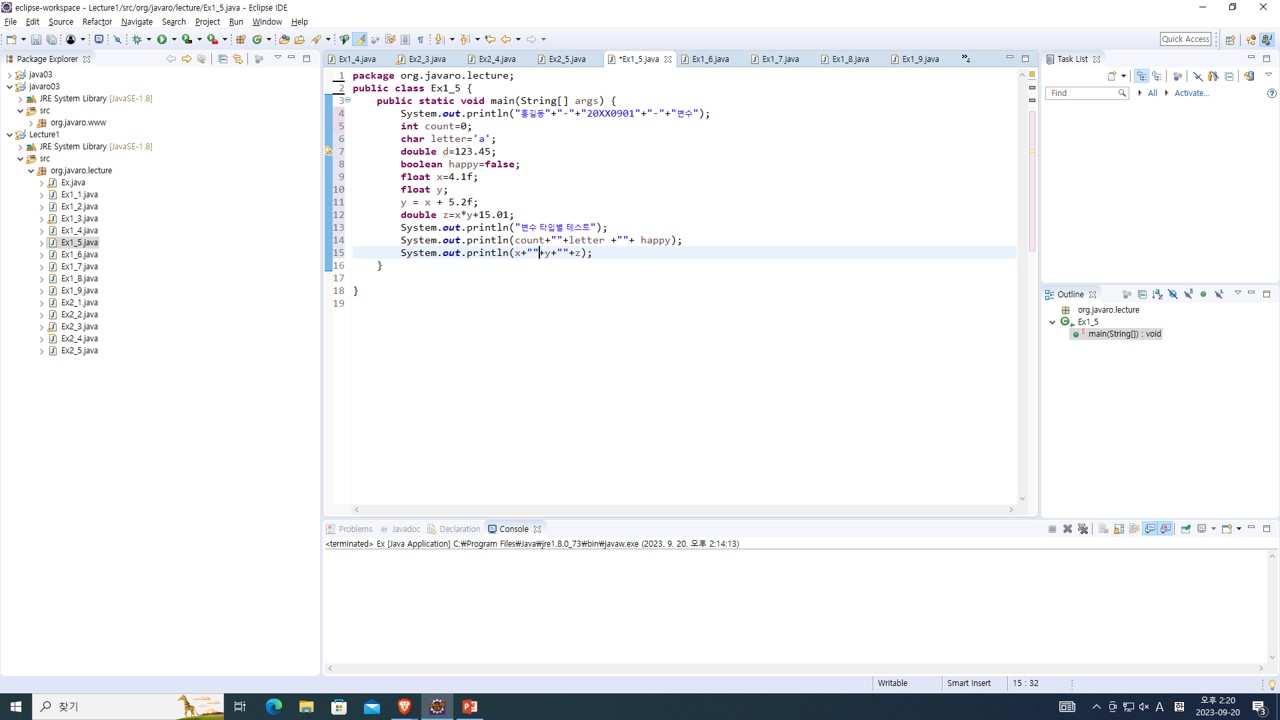 eclipse-workspace - Lecture1/src/org/javaro/lecture/Ex1_5.java - Eclipse IDE
File Edit Source Refactor Navigate Search Project Run Window Help
Quick Access
Package Explorer
java03
javaro03
JRE System Library [JavaSE-1.8]
src
org.javaro.www
Lecture1
JRE System Library [JavaSE-1.8]
src
org.javaro.lecture
Ex.java
Ex1_1.java
Ex1_2.java
Ex1_3.java
Ex1_4.java
Ex1_5.java
Ex1_6.java
Ex1_7.java
Ex1_8.java
Ex1_9.java
Ex2_1.java
Ex2_2.java
Ex2_3.java
Ex2_4.java
Ex2_5.java
Ex1_4.java Ex2_3.java Ex2_4.java Ex2_5.java *Ex1_5.java Ex1_6.java Ex1_7.java Ex1_8.java Ex1_9.java
1 package org.javaro.lecture;
2 public class Ex1_5 {
3 public static void main(String[] args) {
4 System.out.println("홍길동"+"-"+"20XX0901"+"-"+"변수");
5 int count=0;
6 char letter='a';
7 double d=123.45;
8 boolean happy=false;
9 float x=4.1f;
10 float y;
11 y = x + 5.2f;
12 double z=x*y+15.01;
13 System.out.println("변수 타입별 테스트");
14 System.out.println(count+""+letter +""+ happy);
15 System.out.println(x+""+y+""+z);
16 }
17
18 }
19
Task List
Find All Activate...
Outline
org.javaro.lecture
Ex1_5
main(String[]) : void
Problems Javadoc Declaration Console
<terminated> Ex [Java Application] C:₩Program Files₩Java₩jre1.8.0_73₩bin₩javaw.exe (2023. 9. 20. 오후 2:14:13)
Writable Smart Insert 15 : 32
찾기
A 漢 오후 2:20
2023-09-20
3